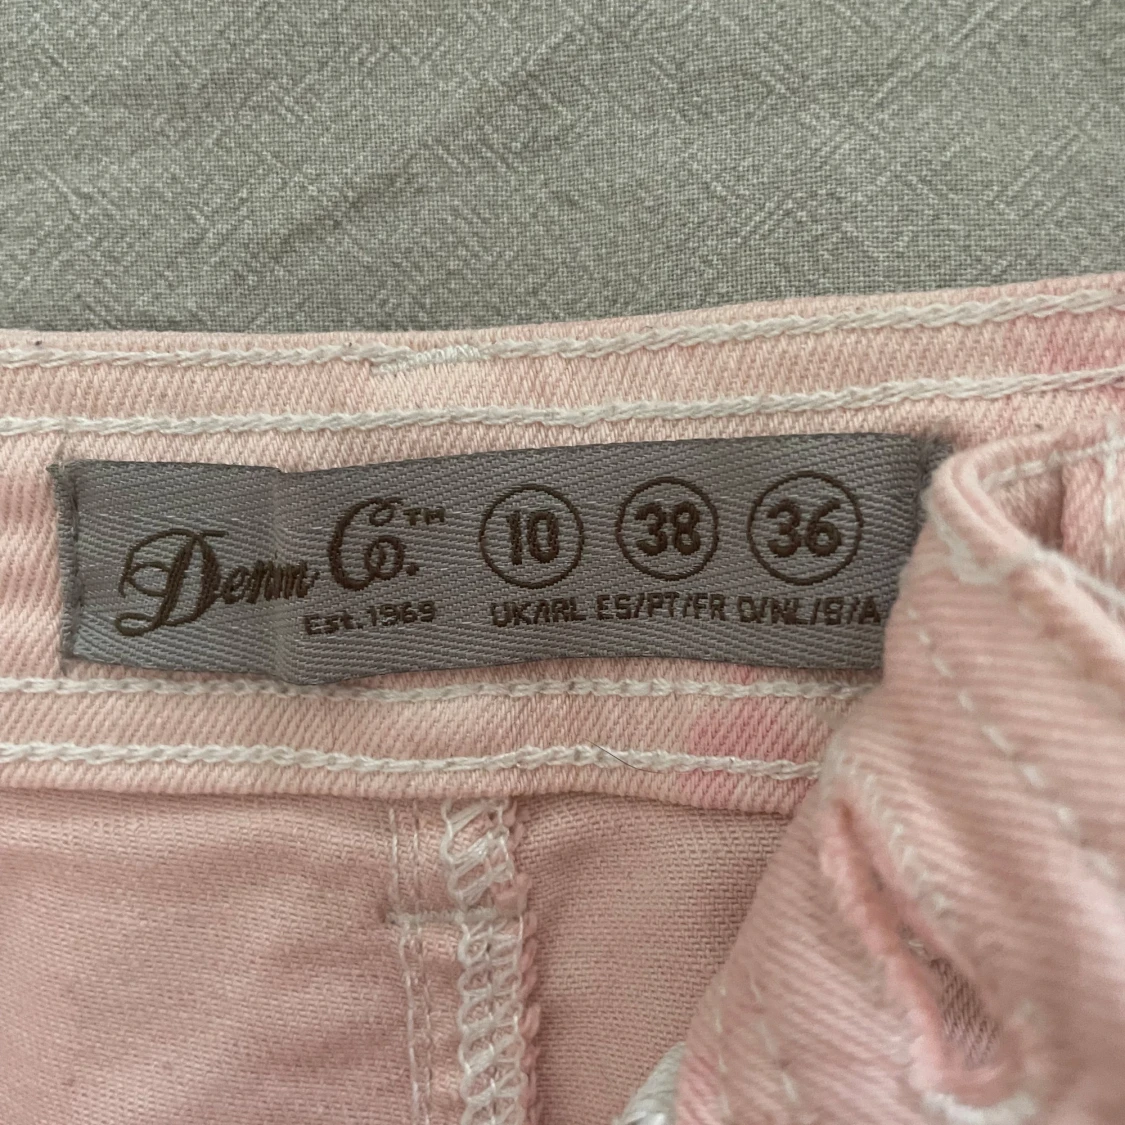 Denim Co.™ 10 38 36
Est.1969 UK/IRL ES/PT/FR D/NL/B/A